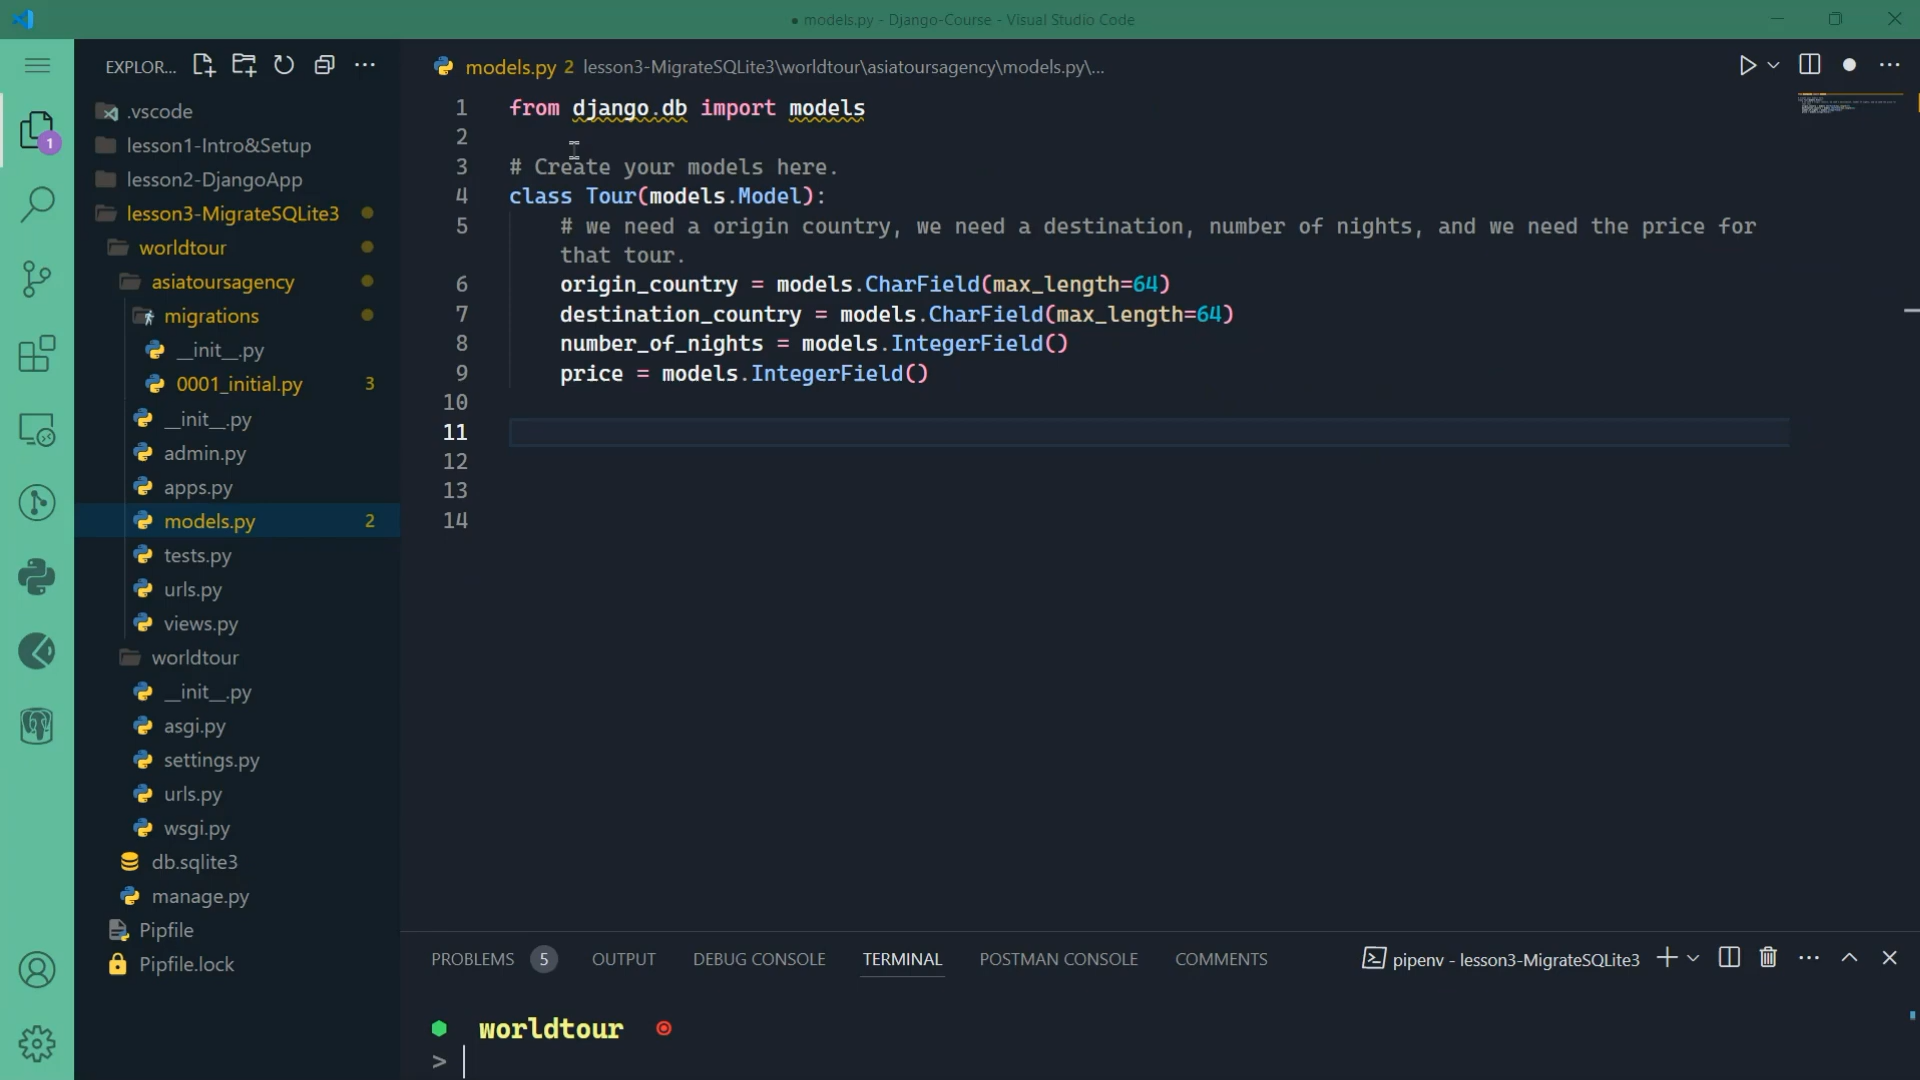 ● models.py - Django-Course - Visual Studio Code
EXPLOR...
.vscode
lesson1-Intro&Setup
lesson2-DjangoApp
lesson3-MigrateSQLite3
worldtour
asiatoursagency
migrations
__init__.py
0001_initial.py 3
__init__.py
admin.py
apps.py
models.py 2
tests.py
urls.py
views.py
worldtour
__init__.py
asgi.py
settings.py
urls.py
wsgi.py
db.sqlite3
manage.py
Pipfile
Pipfile.lock
1
models.py 2 lesson3-MigrateSQLite3\worldtour\asiatoursagency\models.py\...
1 from django.db import models
2
3 # Create your models here.
4 class Tour(models.Model):
5 # we need a origin country, we need a destination, number of nights, and we need the price for
that tour.
6 origin_country = models.CharField(max_length=64)
7 destination_country = models.CharField(max_length=64)
8 number_of_nights = models.IntegerField()
9 price = models.IntegerField()
10
11
12
13
14
PROBLEMS 5 OUTPUT DEBUG CONSOLE TERMINAL POSTMAN CONSOLE COMMENTS pipenv - lesson3-MigrateSQLite3
worldtour
>